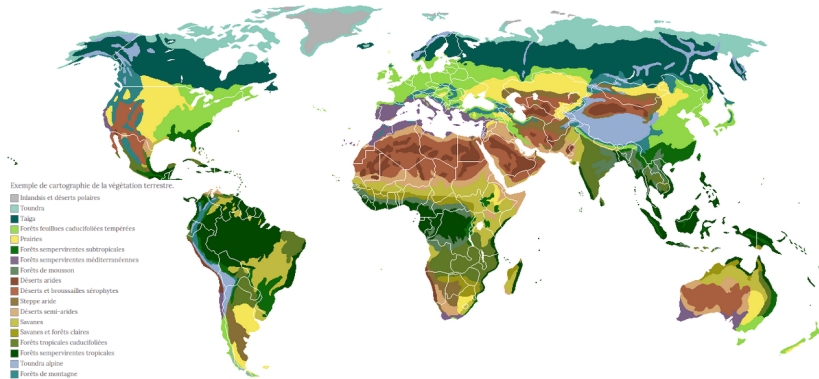 Exemple de cartographie de la végétation terrestre.
Inlandsis et déserts polaires
Toundra
Taïga
Forêts feuillues caducifoliées tempérées
Prairies
Forêts sempervirentes subtropicales
Forêts sempervirentes méditerranéennes
Forêts de mousson
Déserts arides
Déserts et broussailles xérophytes
Steppe aride
Déserts semi-arides
Savanes
Savanes et forêts claires
Forêts tropicales caducifoliées
Forêts sempervirentes tropicales
Toundra alpine
Forêts de montagne